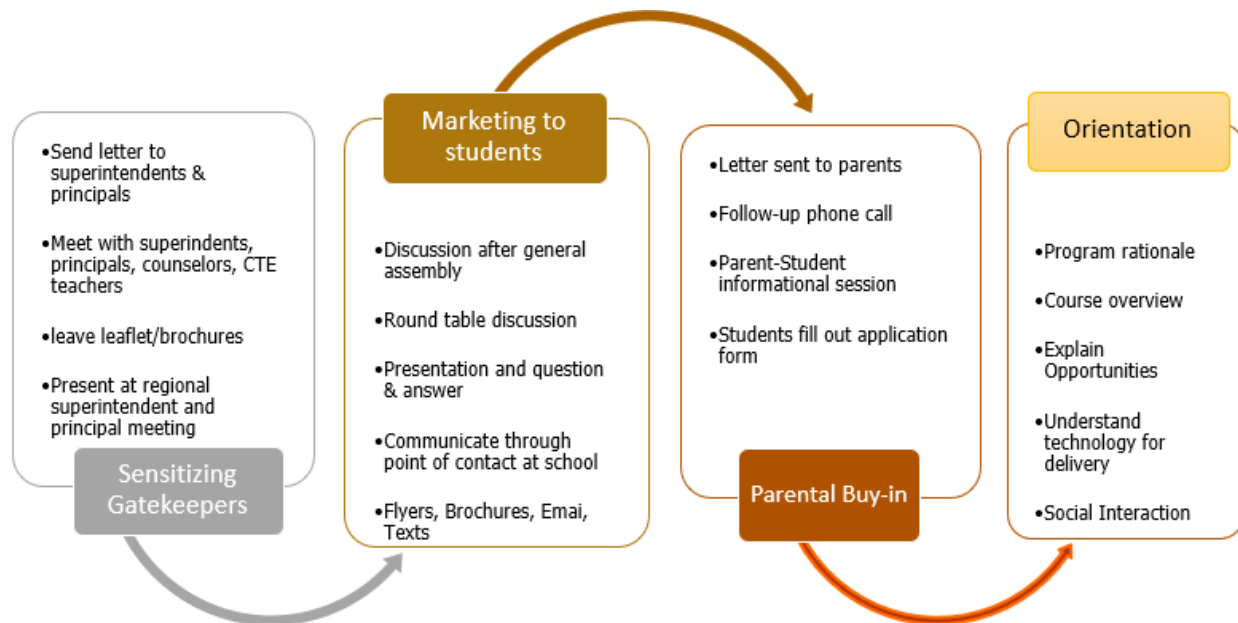 •Send letter to
superintendents &
principals
•Meet with superindents,
principals, counselors, CTE
teachers
•leave leaflet/brochures
•Present at regional
superintendent and
principal meeting
Sensitizing
Gatekeepers
Marketing to
students
•Discussion after general
assembly
•Round table discussion
•Presentation and question
& answer
•Communicate through
point of contact at school
•Flyers, Brochures, Emai,
Texts
•Letter sent to parents
•Follow-up phone call
•Parent-Student
informational session
•Students fill out application
form
Parental Buy-in
Orientation
•Program rationale
•Course overview
•Explain
Opportunities
•Understand
technology for
delivery
•Social Interaction